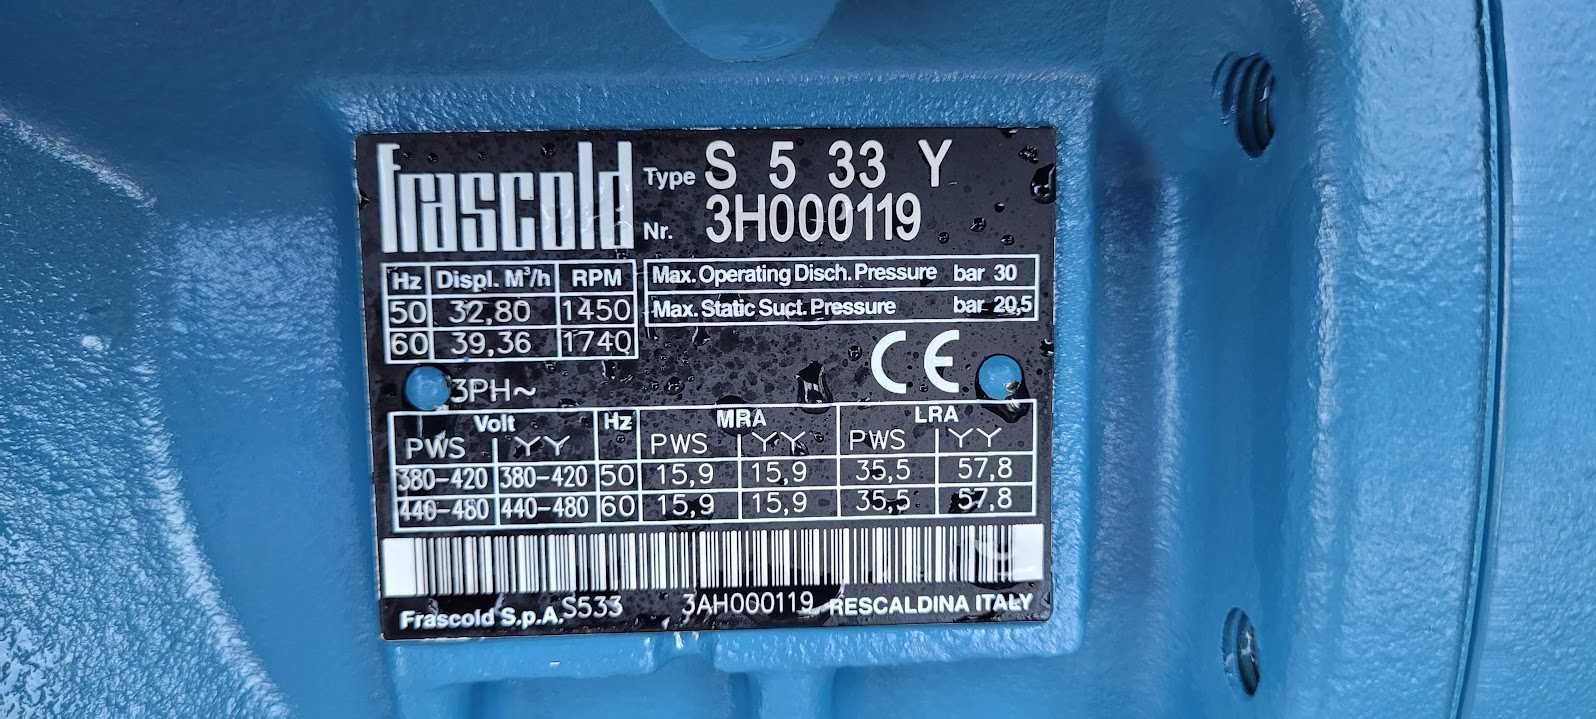 Frascold Type S 5 33 Y
Nr. 3H000119
Hz Displ. M³/h RPM
50 32,80 1450
60 39,36 1740
Max. Operating Disch. Pressure bar 30
Max. Static Suct. Pressure bar 20,5
CE
3PH~
Volt Hz MRA LRA
PWS YY PWS YY PWS YY
380-420 380-420 50 15,9 15,9 35,5 57,8
440-480 440-480 60 15,9 15,9 35,5 57,8
Frascold S.p.A. S533 3AH000119 RESCALDINA ITALY